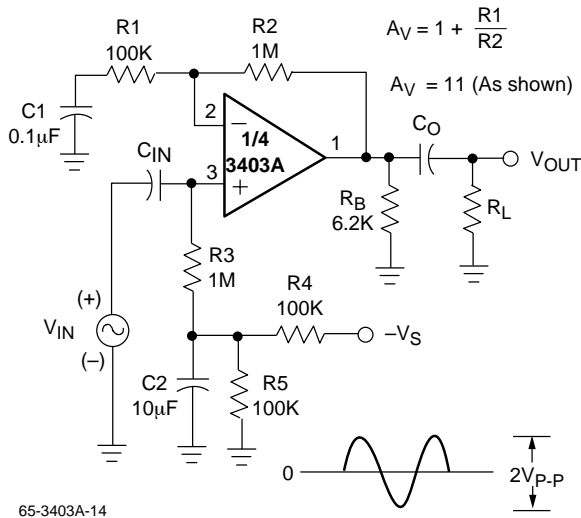 R1
100K
R2
1M
A_V = 1 + R1/R2
A_V = 11 (As shown)
C1
0.1µF
2
−
1/4
3403A
1
C_IN
3
+
C_O
V_OUT
R_B
6.2K
R_L
R3
1M
R4
100K
−V_S
(+)
V_IN
(−)
C2
10µF
R5
100K
0
2V_P-P
65-3403A-14